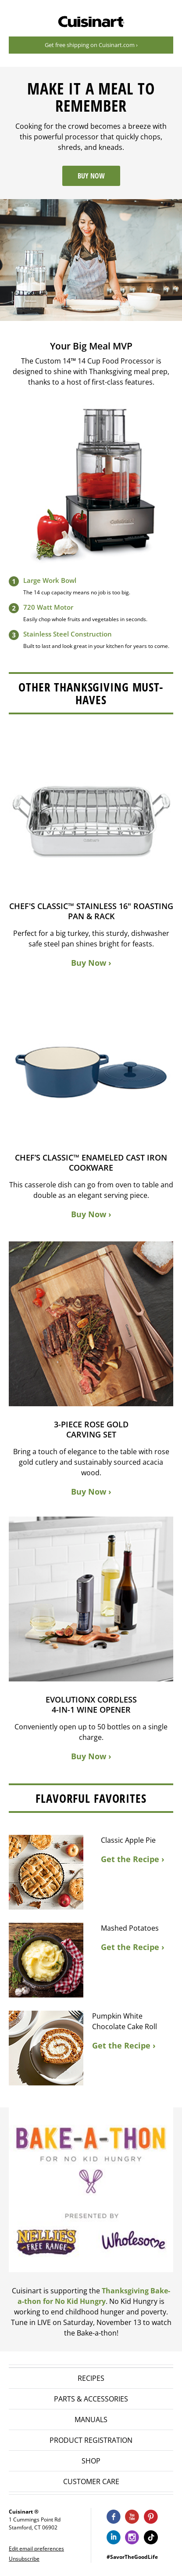 Cuisinart
Get free shipping on Cuisinart.com ›
MAKE IT A MEAL TO
REMEMBER
Cooking for the crowd becomes a breeze with
this powerful processor that quickly chops,
shreds, and kneads.
BUY NOW
Your Big Meal MVP
The Custom 14™ 14 Cup Food Processor is
designed to shine with Thanksgiving meal prep,
thanks to a host of first-class features.
1 Large Work Bowl
The 14 cup capacity means no job is too big.
2 720 Watt Motor
Easily chop whole fruits and vegetables in seconds.
3 Stainless Steel Construction
Built to last and look great in your kitchen for years to come.
OTHER THANKSGIVING MUST-
HAVES
CHEF'S CLASSIC™ STAINLESS 16" ROASTING
PAN & RACK
Perfect for a big turkey, this sturdy, dishwasher
safe steel pan shines bright for feasts.
Buy Now ›
CHEF'S CLASSIC™ ENAMELED CAST IRON
COOKWARE
This casserole dish can go from oven to table and
double as an elegant serving piece.
Buy Now ›
3-PIECE ROSE GOLD
CARVING SET
Bring a touch of elegance to the table with rose
gold cutlery and sustainably sourced acacia
wood.
Buy Now ›
EVOLUTIONX CORDLESS
4-IN-1 WINE OPENER
Conveniently open up to 50 bottles on a single
charge.
Buy Now ›
FLAVORFUL FAVORITES
Classic Apple Pie
Get the Recipe ›
Mashed Potatoes
Get the Recipe ›
Pumpkin White
Chocolate Cake Roll
Get the Recipe ›
BAKE-A-THON
FOR NO KID HUNGRY
PRESENTED BY
NELLIE'S
FREE RANGE
Wholesome
Cuisinart is supporting the Thanksgiving Bake-
a-thon for No Kid Hungry. No Kid Hungry is
working to end childhood hunger and poverty.
Tune in LIVE on Saturday, November 13 to watch
the Bake-a-thon!
RECIPES
PARTS & ACCESSORIES
MANUALS
PRODUCT REGISTRATION
SHOP
CUSTOMER CARE
Cuisinart ®
1 Cummings Point Rd
Stamford, CT 06902
Edit email preferences
Unsubscribe
#SavorTheGoodLife